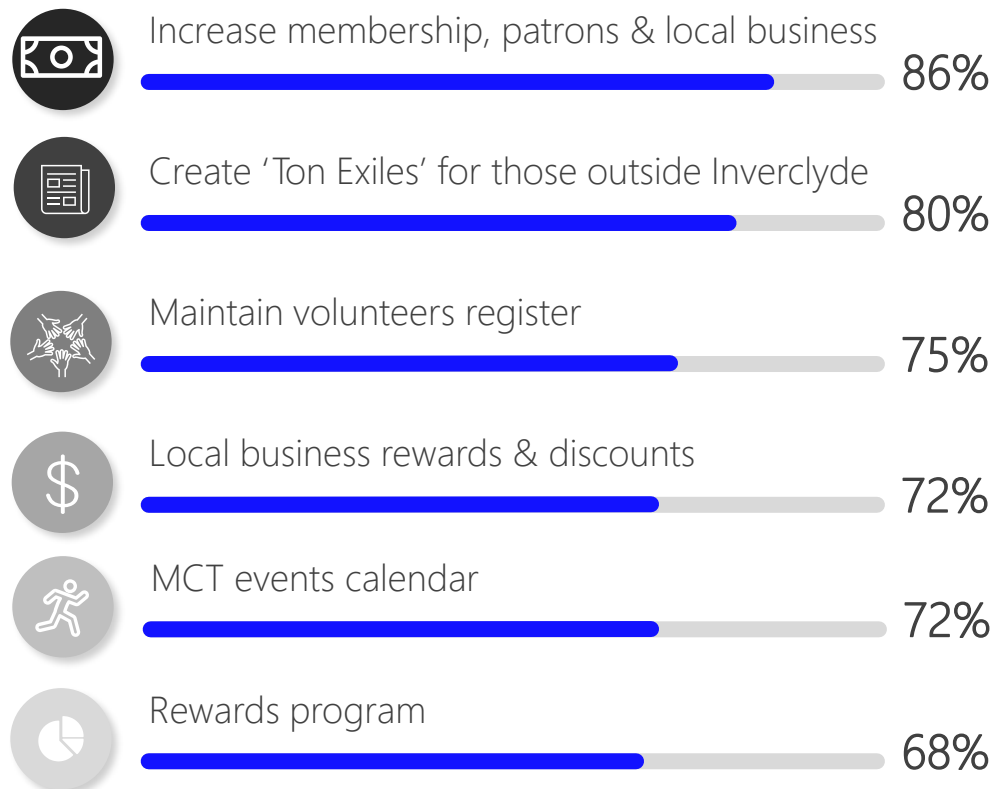 Increase membership, patrons & local business
86%
Create ‘Ton Exiles’ for those outside Inverclyde
80%
Maintain volunteers register
75%
Local business rewards & discounts
72%
MCT events calendar
72%
Rewards program
68%